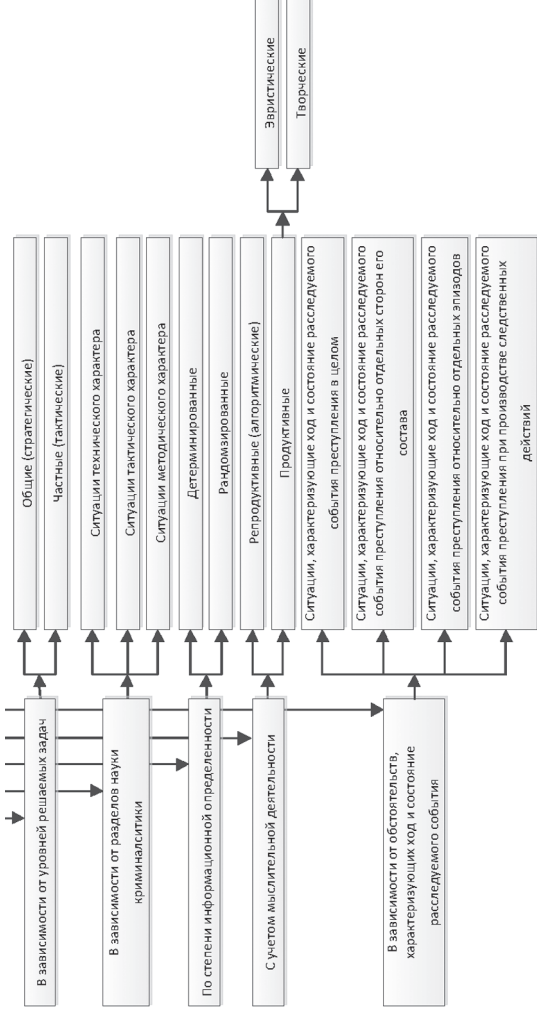 В зависимости от уровней решаемых задач
Общие (стратегические)
Частные (тактические)
В зависимости от разделов науки
криминалситики
Ситуации технического характера
Ситуации тактического характера
Ситуации методического характера
По степени информационной определенности
Детерминированные
Рандомзированные
С учетом мыслительной деятельности
Репродуктивные (алгоритмические)
Продуктивные
Эвристические
Творческие
В зависимости от обстоятельств,
характеризующих ход и состояние
расследуемого события
Ситуации, характеризующие ход и состояние расследуемого
события преступления в целом
Ситуации, характеризующие ход и состояние расследуемого
события преступления относительно отдельных сторон его
состава
Ситуации, характеризующие ход и состояние расследуемого
события преступления относительно отдельных эпизодов
Ситуации, характеризующие ход и состояние расследуемого
события преступления при производстве следственных
действий